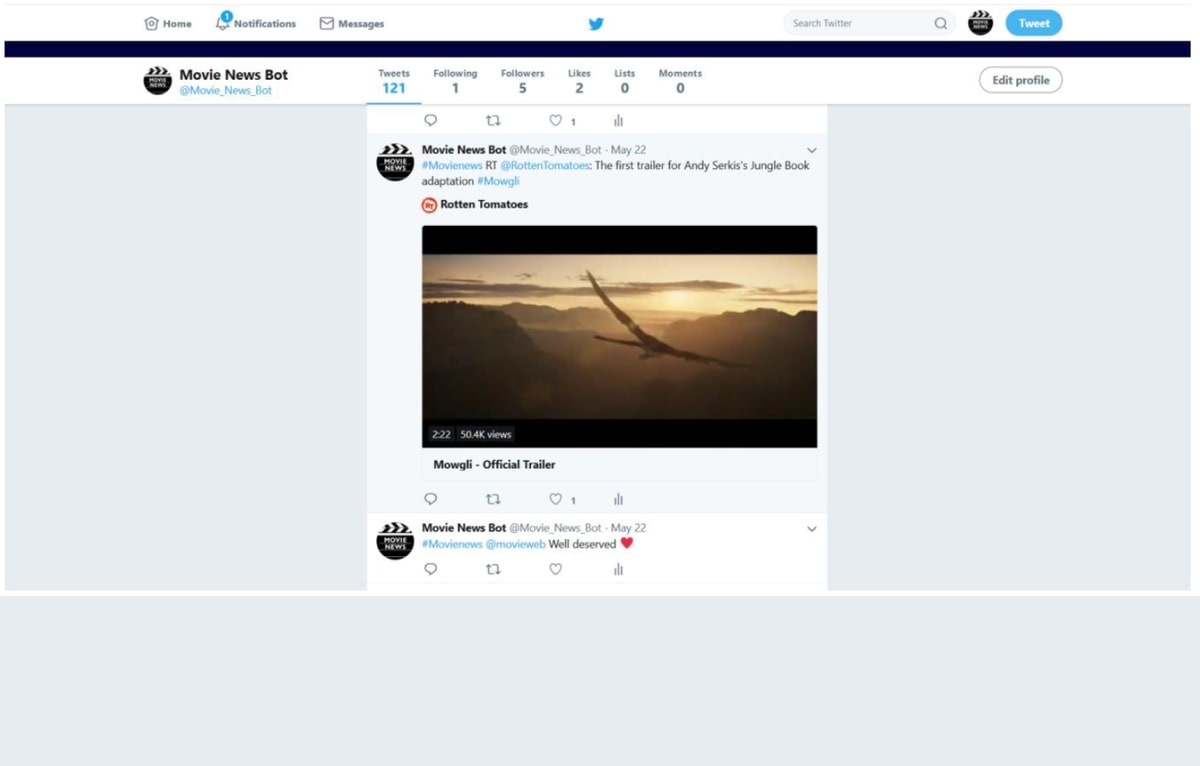 Home 1 Notifications Messages Search Twitter MOVIE NEWS Tweet
MOVIE NEWS Movie News Bot
@Movie_News_Bot
Tweets Following Followers Likes Lists Moments
121 1 5 2 0 0
Edit profile
1
MOVIE NEWS
Movie News Bot @Movie_News_Bot · May 22
#Movienews RT @RottenTomatoes: The first trailer for Andy Serkis's Jungle Book
adaptation #Mowgli
RT Rotten Tomatoes
2:22 50.4K views
Mowgli - Official Trailer
1
MOVIE NEWS
Movie News Bot @Movie_News_Bot · May 22
#Movienews @movieweb Well deserved ❤